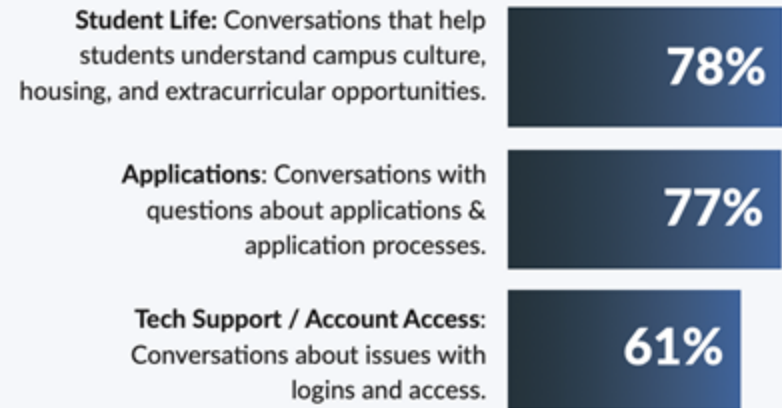 Student Life: Conversations that help
students understand campus culture,
housing, and extracurricular opportunities.
78%
Applications: Conversations with
questions about applications &
application processes.
77%
Tech Support / Account Access:
Conversations about issues with
logins and access.
61%